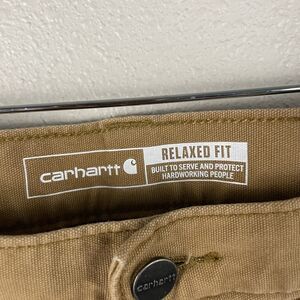 carhartt
RELAXED FIT
BUILT TO SERVE AND PROTECT
HARDWORKING PEOPLE
carhartt